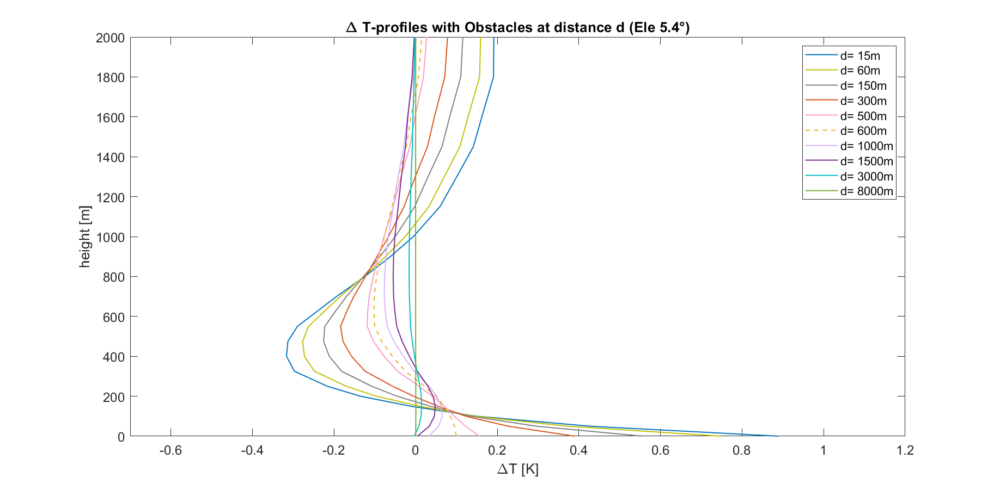 Δ T-profiles with Obstacles at distance d (Ele 5.4°)
2000
1800
1600
1400
1200
1000
800
600
400
200
0
height [m]
-0.6
-0.4
-0.2
0
0.2
0.4
0.6
0.8
1
1.2
ΔT [K]
d= 15m
d= 60m
d= 150m
d= 300m
d= 500m
d= 600m
d= 1000m
d= 1500m
d= 3000m
d= 8000m